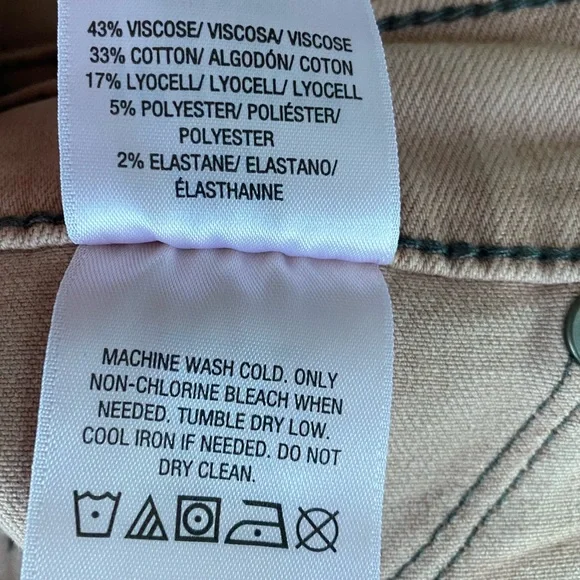 43% VISCOSE/ VISCOSA/ VISCOSE
33% COTTON/ ALGODÓN/ COTON
17% LYOCELL/ LYOCELL/ LYOCELL
5% POLYESTER/ POLIÉSTER/
POLYESTER
2% ELASTANE/ ELASTANO/
ÉLASTHANNE
MACHINE WASH COLD. ONLY
NON-CHLORINE BLEACH WHEN
NEEDED. TUMBLE DRY LOW.
COOL IRON IF NEEDED. DO NOT
DRY CLEAN.